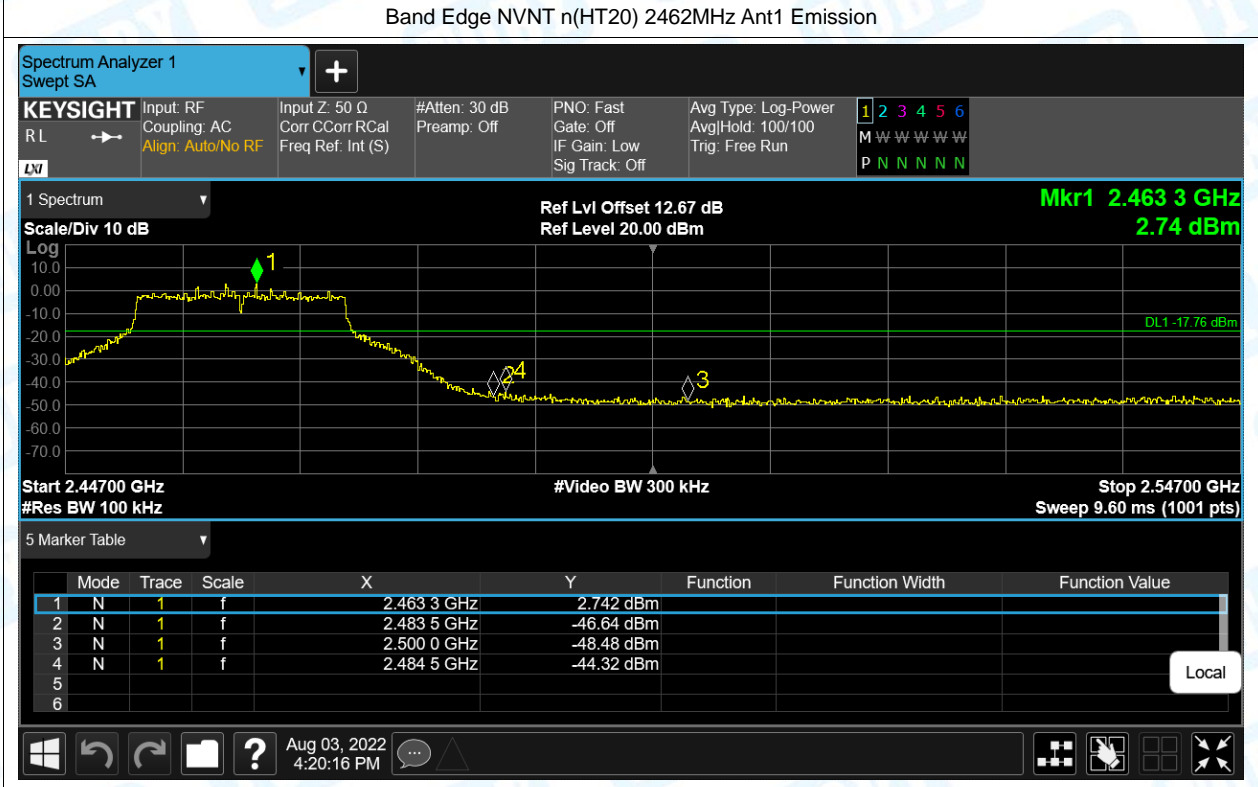 Band Edge NVNT n(HT20) 2462MHz Ant1 Emission
Spectrum Analyzer 1
Swept SA
KEYSIGHT
R L
LXI
Input: RF
Coupling: AC
Align: Auto/No RF
Input Z: 50 Ω
Corr CCorr RCal
Freq Ref: Int (S)
#Atten: 30 dB
Preamp: Off
PNO: Fast
Gate: Off
IF Gain: Low
Sig Track: Off
Avg Type: Log-Power
Avg|Hold: 100/100
Trig: Free Run
1 2 3 4 5 6
M W W W W W
P N N N N N
1 Spectrum
Scale/Div 10 dB
Ref Lvl Offset 12.67 dB
Ref Level 20.00 dBm
Mkr1 2.463 3 GHz
2.74 dBm
Log
10.0
0.00
-10.0
-20.0
-30.0
-40.0
-50.0
-60.0
-70.0
1
DL1 -17.76 dBm
2
4
3
Start 2.44700 GHz
#Res BW 100 kHz
#Video BW 300 kHz
Stop 2.54700 GHz
Sweep 9.60 ms (1001 pts)
5 Marker Table
Mode Trace Scale X Y Function Function Width Function Value
1 N 1 f 2.463 3 GHz 2.742 dBm
2 N 1 f 2.483 5 GHz -46.64 dBm
3 N 1 f 2.500 0 GHz -48.48 dBm
4 N 1 f 2.484 5 GHz -44.32 dBm
5
6
Local
?
Aug 03, 2022
4:20:16 PM